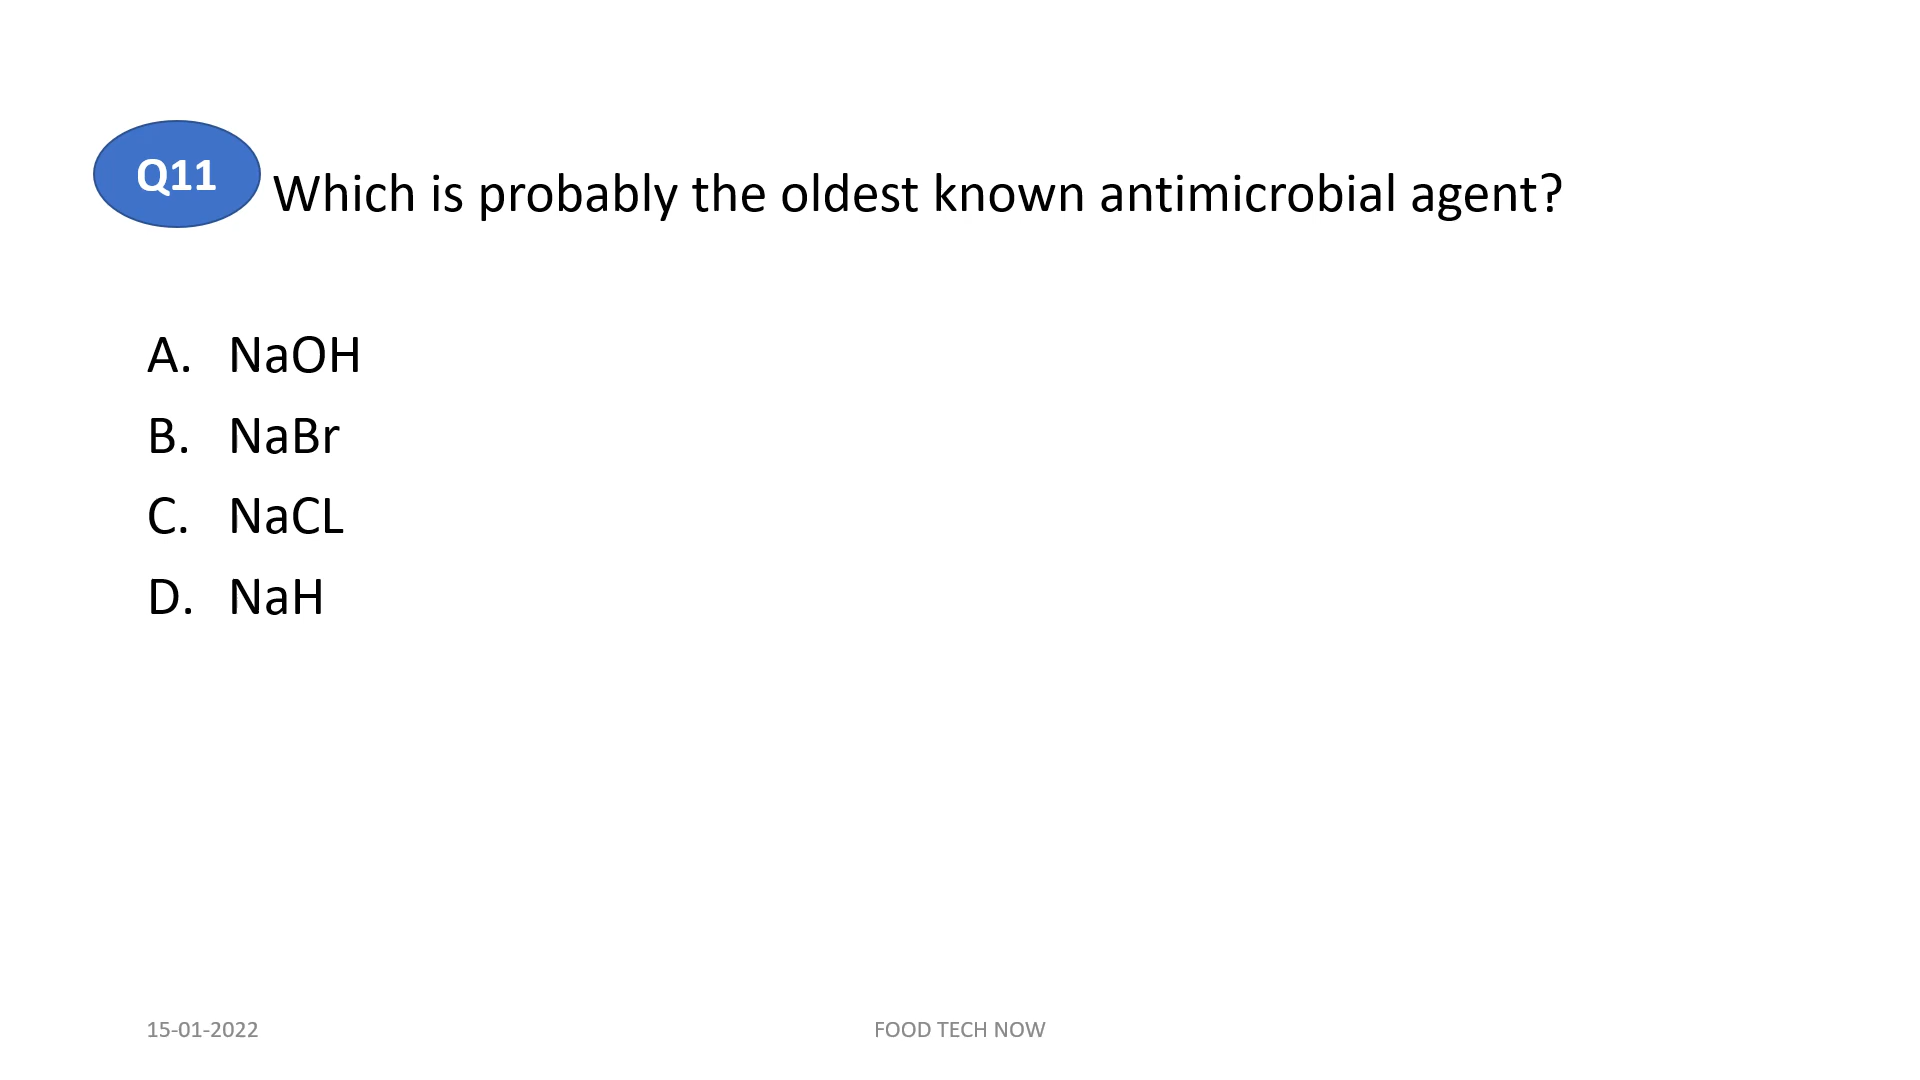 Q11
Which is probably the oldest known antimicrobial agent?
A. NaOH
B. NaBr
C. NaCL
D. NaH
15-01-2022
FOOD TECH NOW